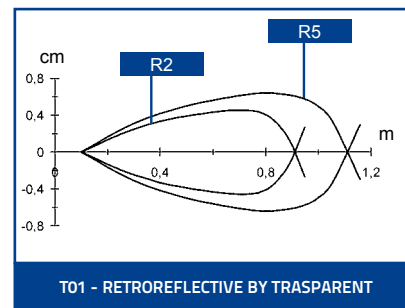 cm
R5
R2
0,8
m
0,4
0
0
0,4
0,8
1,2
-0,4
-0,8
T01 - RETROREFLECTIVE BY TRASPARENT